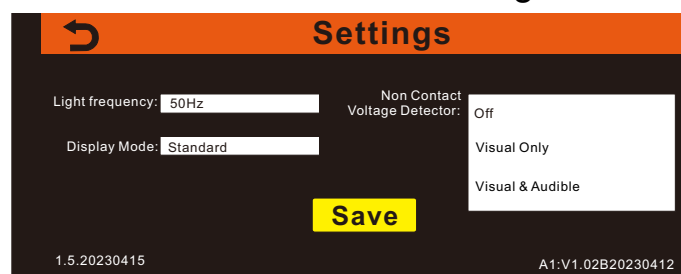 Settings
Light frequency: 50Hz
Display Mode: Standard
Non Contact
Voltage Detector:
Off
Visual Only
Visual & Audible
Save
1.5.20230415
A1:V1.02B20230412